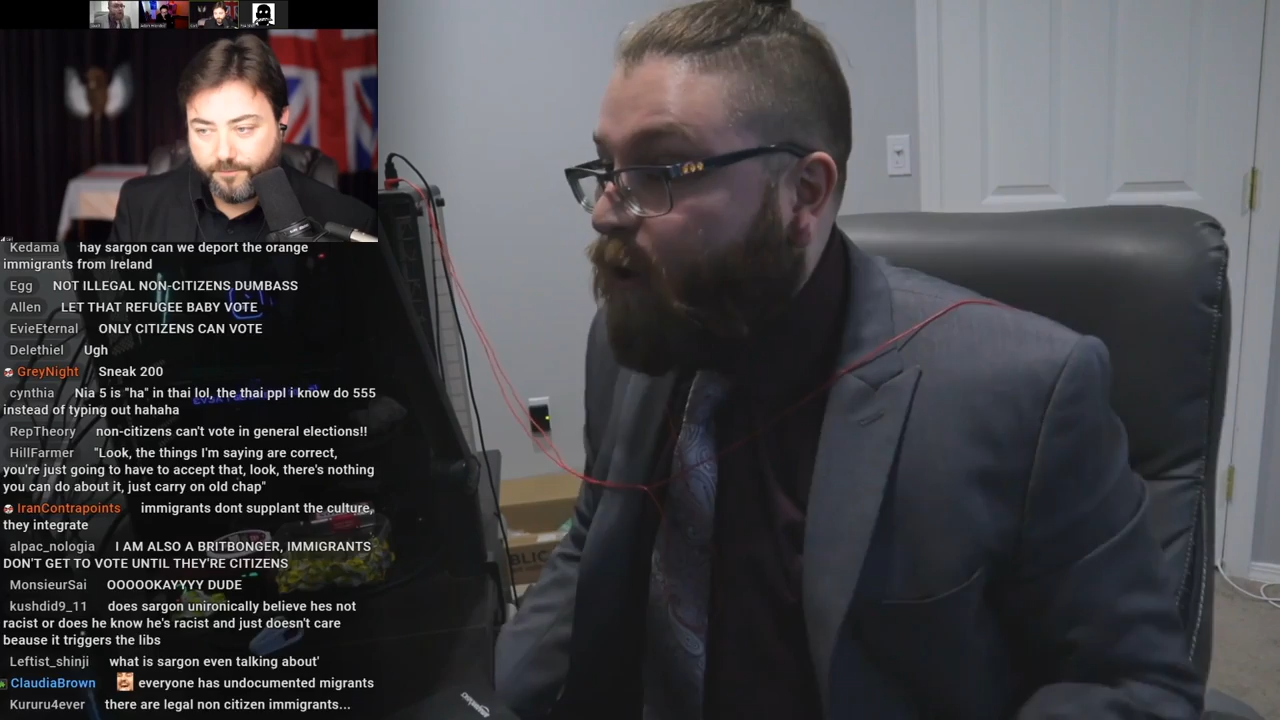 Kedama hay sargon can we deport the orange
immigrants from Ireland
Egg NOT ILLEGAL NON-CITIZENS DUMBASS
Allen LET THAT REFUGEE BABY VOTE
EvieEternal ONLY CITIZENS CAN VOTE
Delethiel Ugh
GreyNight Sneak 200
cynthia Nia 5 is "ha" in thai lol, the thai ppl i know do 555
instead of typing out hahaha
RepTheory non-citizens can't vote in general elections!!
HillFarmer "Look, the things I'm saying are correct,
you're just going to have to accept that, look, there's nothing
you can do about it, just carry on old chap"
IranContrapoints immigrants dont supplant the culture,
they integrate
alpac_nologia I AM ALSO A BRITBONGER, IMMIGRANTS
DON'T GET TO VOTE UNTIL THEY'RE CITIZENS
MonsieurSai OOOOOKAYYYY DUDE
kushdid9_11 does sargon unironically believe hes not
racist or does he know he's racist and just doesn't care
beause it triggers the libs
Leftist_shinji what is sargon even talking about'
ClaudiaBrown everyone has undocumented migrants
Kururu4ever there are legal non citizen immigrants...